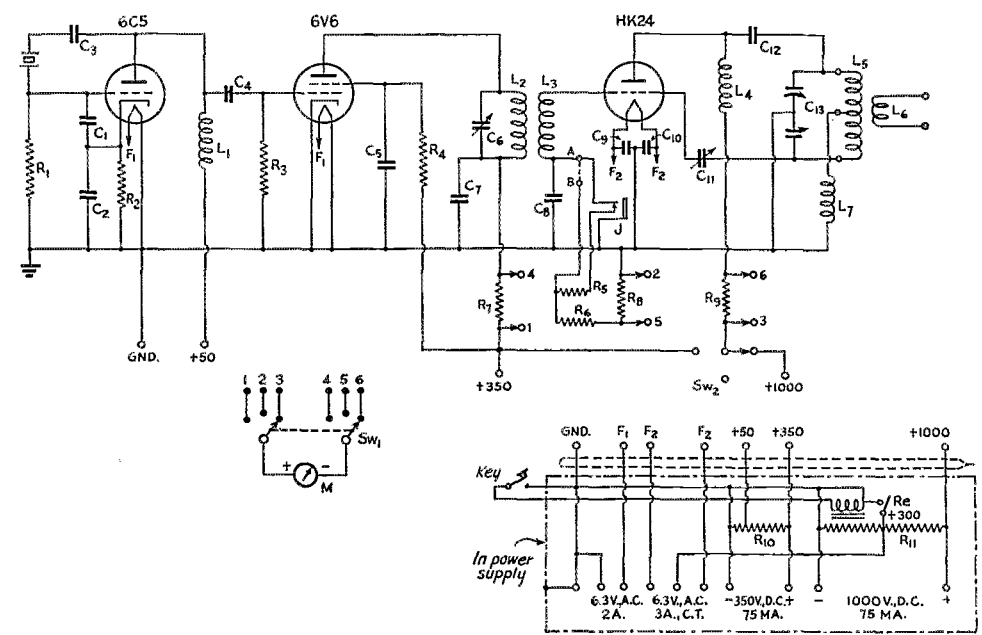 6C5 6V6 HK24
C3 C12
L5
C4 L2 L3 L4 C13 L6
C1 L1 C6 C9 C10
R1 F1 R3 F1 C5 R4 A F2 F2 C11
C2 R2 C7 B C8 J L7
4 2 6
R7 R5 R8 R9
R6
1 5 3
GND. +50 +350 Sw2 +1000
1 2 3 4 5 6
Sw1
+ -
M
GND. F1 F2 F2 +50 +350 +1000
Key
Re
+300
R10 R11
In power
supply
6.3V.,A.C. 6.3V.,A.C. -350V.,D.C.+ - 1000V.,D.C. +
2A. 3A., C.T. 75MA. 75 MA.